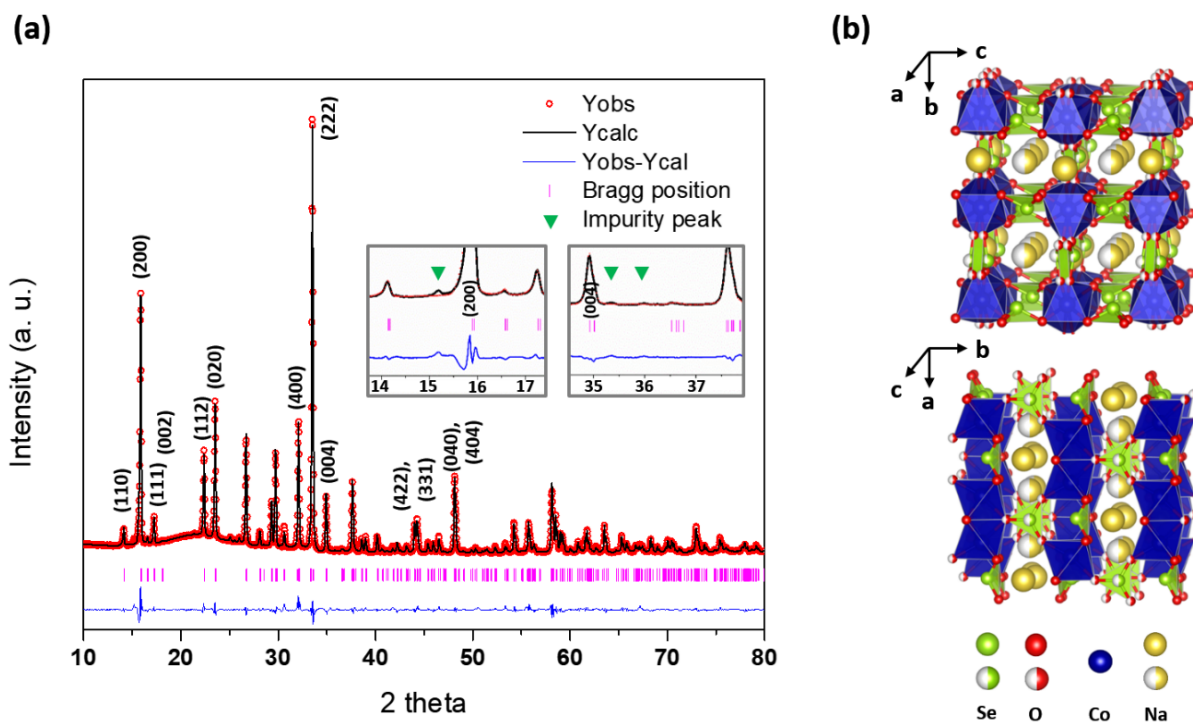 (a)
Yobs
Ycalc
Yobs-Ycal
Bragg position
Impurity peak
(200)
14 15 16 17
(004)
35 36 37
Intensity (a. u.)
(110)
(200)
(111)
(002)
(112)
(020)
(400)
(222)
(004)
(422),
(331)
(040),
(404)
10 20 30 40 50 60 70 80
2 theta
(b)
c
a
b
b
c
a
Se O Co Na